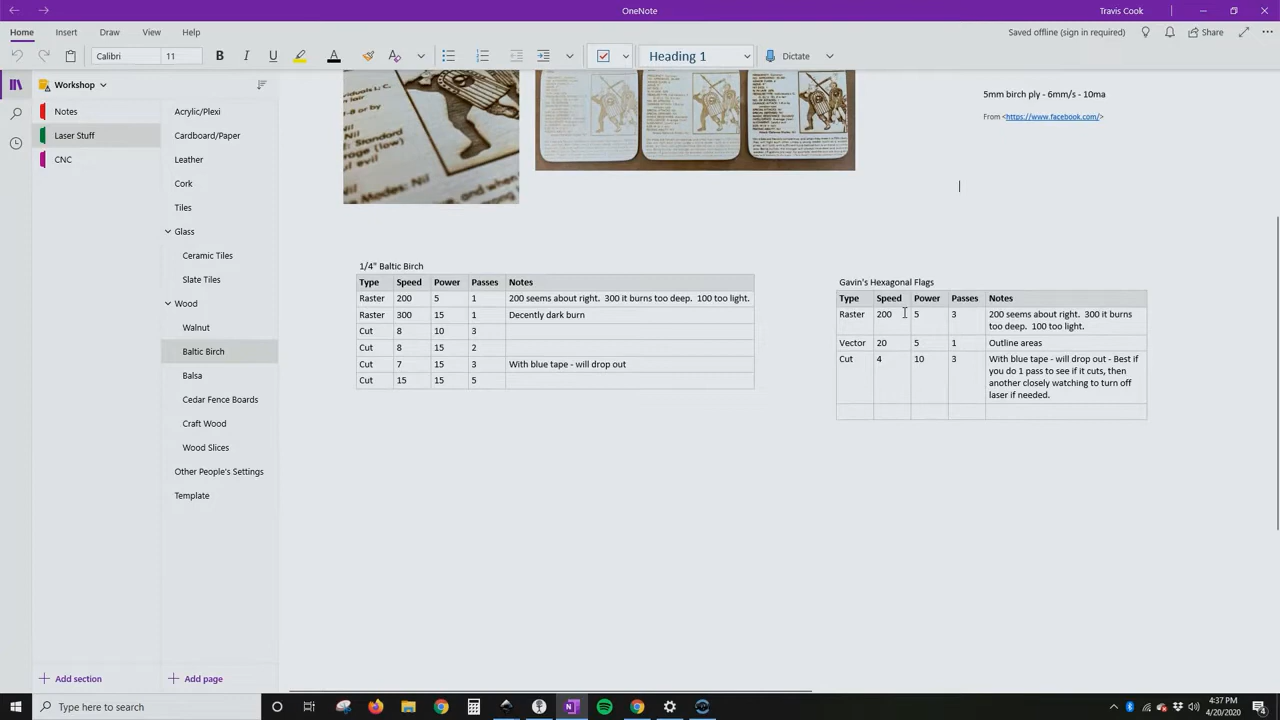 OneNote
Travis Cook
Home
Insert
Draw
View
Help
Saved offline (sign in required)
Share
Calibri
11
B
I
U
A
Heading 1
Dictate
Workshop
CNC
Acrylic/Plexi
Cardboard/Paper
Leather
Cork
Tiles
Glass
Ceramic Tiles
Slate Tiles
Wood
Walnut
Baltic Birch
Balsa
Cedar Fence Boards
Craft Wood
Wood Slices
Other People's Settings
Template
Add section
Add page
5mm birch ply - 6mm/s - 10ma
From <https://www.facebook.com/>
1/4" Baltic Birch
Type Speed Power Passes Notes
Raster 200 5 1 200 seems about right. 300 it burns too deep. 100 too light.
Raster 300 15 1 Decently dark burn
Cut 8 10 3
Cut 8 15 2
Cut 7 15 3 With blue tape - will drop out
Cut 15 15 5
Gavin's Hexagonal Flags
Type Speed Power Passes Notes
Raster 200 5 3 200 seems about right. 300 it burns
too deep. 100 too light.
Vector 20 5 1 Outline areas
Cut 4 10 3 With blue tape - will drop out - Best if
you do 1 pass to see if it cuts, then
another closely watching to turn off
laser if needed.
Type here to search
4:37 PM
4/20/2020